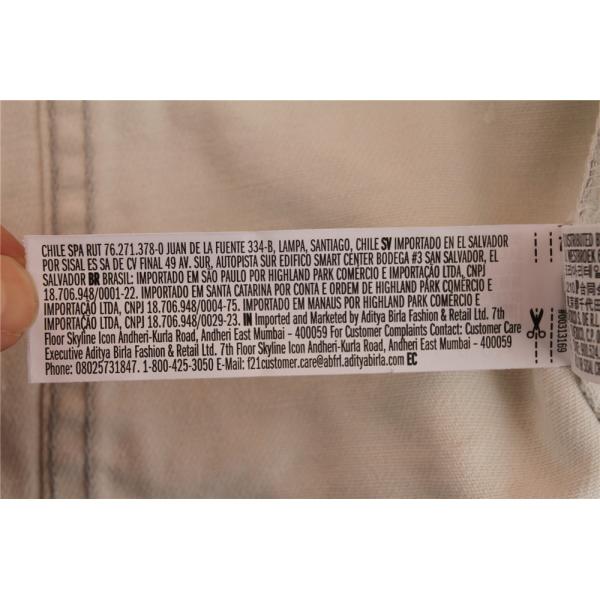 CHILE SPA RUT 76.271.378-0 JUAN DE LA FUENTE 334-B, LAMPA, SANTIAGO, CHILE SV IMPORTADO EN EL SALVADOR
POR SISAL ES SA DE CV FINAL 49 AV. SUR, AUTOPISTA SUR EDIFICO SMART CENTER BODEGA #3 SAN SALVADOR, EL
SALVADOR BR BRASIL: IMPORTADO EM SÃO PAULO POR HIGHLAND PARK COMÉRCIO E IMPORTAÇÃO LTDA, CNPJ
18.706.948/0001-22. IMPORTADO EM SANTA CATARINA POR CONTA E ORDEM DE HIGHLAND PARK COMÉRCIO E
IMPORTAÇÃO LTDA, CNPJ 18.706.948/0004-75. IMPORTADO EM MANAUS POR HIGHLAND PARK COMÉRCIO E
IMPORTAÇÃO LTDA, CNPJ 18.706.948/0029-23. IN Imported and Marketed by Aditya Birla Fashion & Retail Ltd. 7th
Floor Skyline Icon Andheri-Kurla Road, Andheri East Mumbai – 400059 For Customer Complaints Contact: Customer Care
Executive Aditya Birla Fashion & Retail Ltd. 7th Floor Skyline Icon Andheri-Kurla Road, Andheri East Mumbai – 400059
Phone: 08025731847. 1-800-425-3050 E-Mail: f21customer.care@abfrl.adityabirla.com EC
00033169
DISTRIBUTED